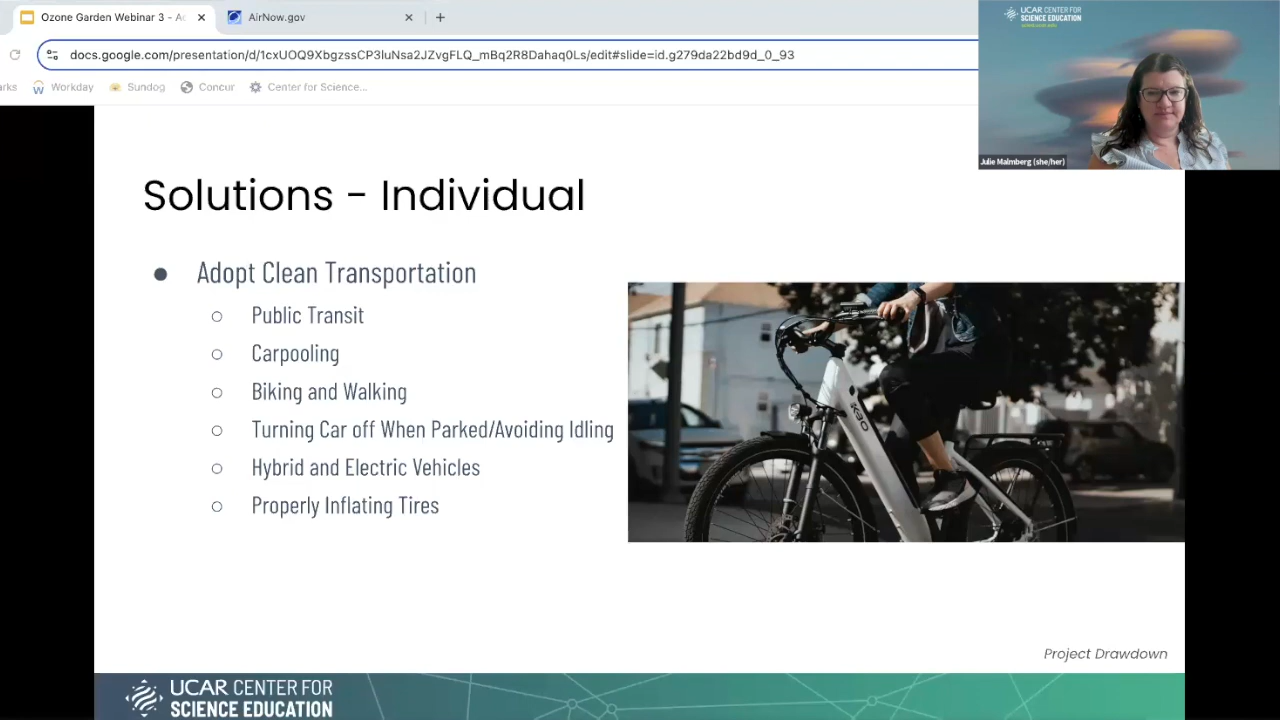 Ozone Garden Webinar 3 - Ac
AirNow.gov
docs.google.com/presentation/d/1cxUOQ9XbgzssCP3luNsa2JZvgFLQ_mBq2R8Dahaq0Ls/edit#slide=id.g279da22bd9d_0_93
arks
Workday
Sundog
Concur
Center for Science...
UCAR CENTER FOR
SCIENCE EDUCATION
Julie Malmberg (she/her)
Solutions - Individual
Adopt Clean Transportation
Public Transit
Carpooling
Biking and Walking
Turning Car off When Parked/Avoiding Idling
Hybrid and Electric Vehicles
Properly Inflating Tires
KBO
Project Drawdown
UCAR CENTER FOR
SCIENCE EDUCATION